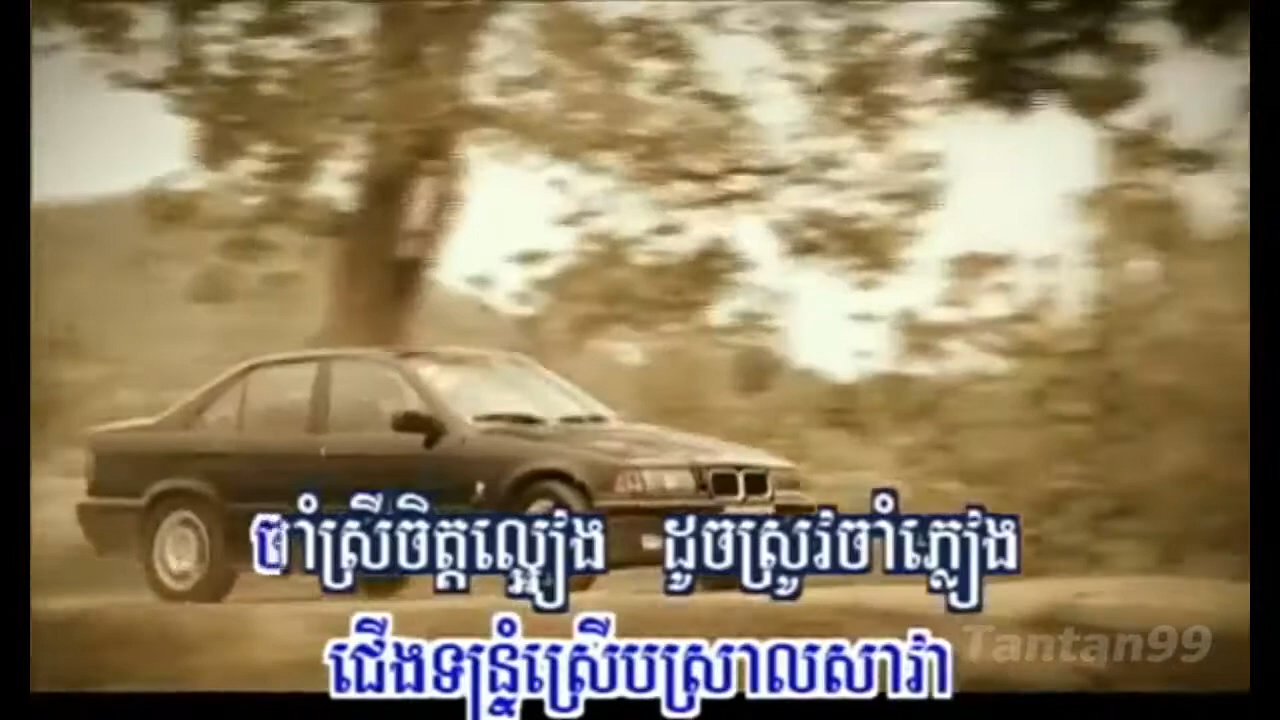 ចាំស្រីចិត្តល្អៀង ដូចស្រូវចាំភ្លៀង
ជើងទន្ទ្រាំស្រើបស្រាលសាវា
Tantan99